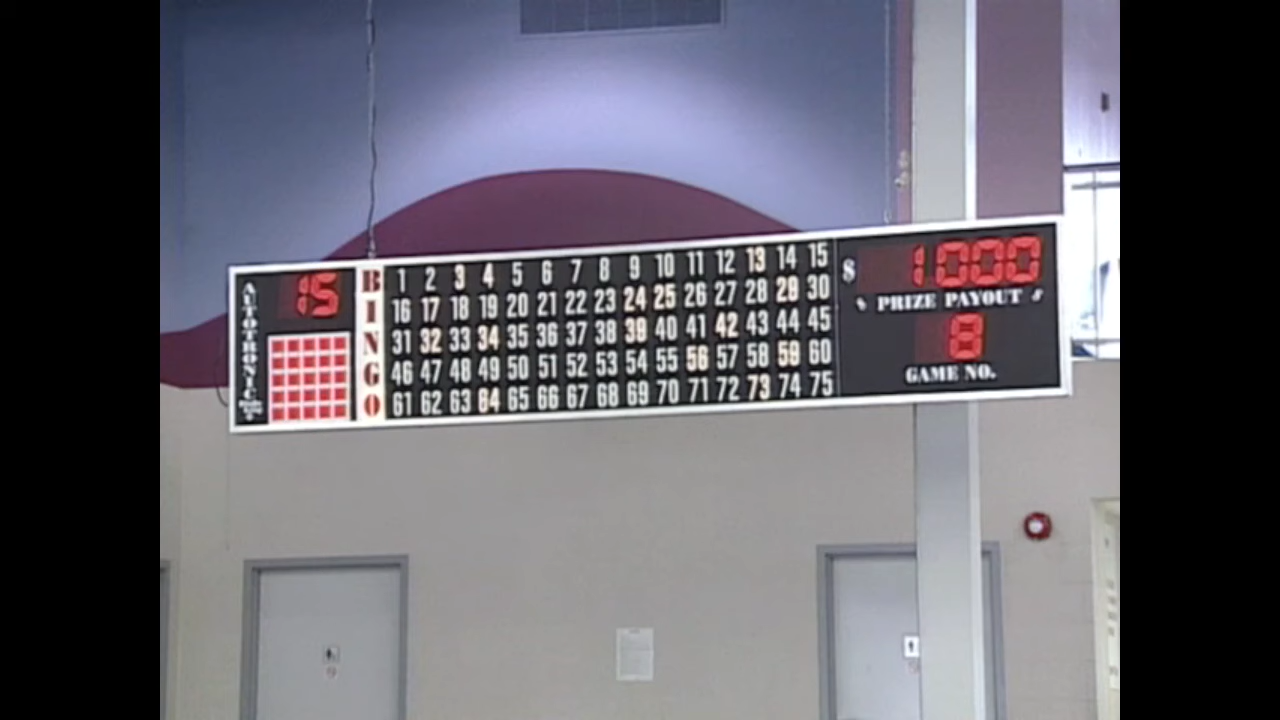 AUTOTRONIC
15
B 1 2 3 4 5 6 7 8 9 10 11 12 13 14 15
I 16 17 18 19 20 21 22 23 24 25 26 27 28 29 30
N 31 32 33 34 35 36 37 38 39 40 41 42 43 44 45
G 46 47 48 49 50 51 52 53 54 55 56 57 58 59 60
O 61 62 63 64 65 66 67 68 69 70 71 72 73 74 75
$ 1000
PRIZE PAYOUT
8
GAME NO.